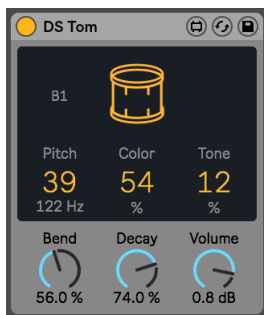 DS Tom
B1
Pitch Color Tone
39 54 12
122 Hz % %
Bend Decay Volume
56.0 % 74.0 % 0.8 dB